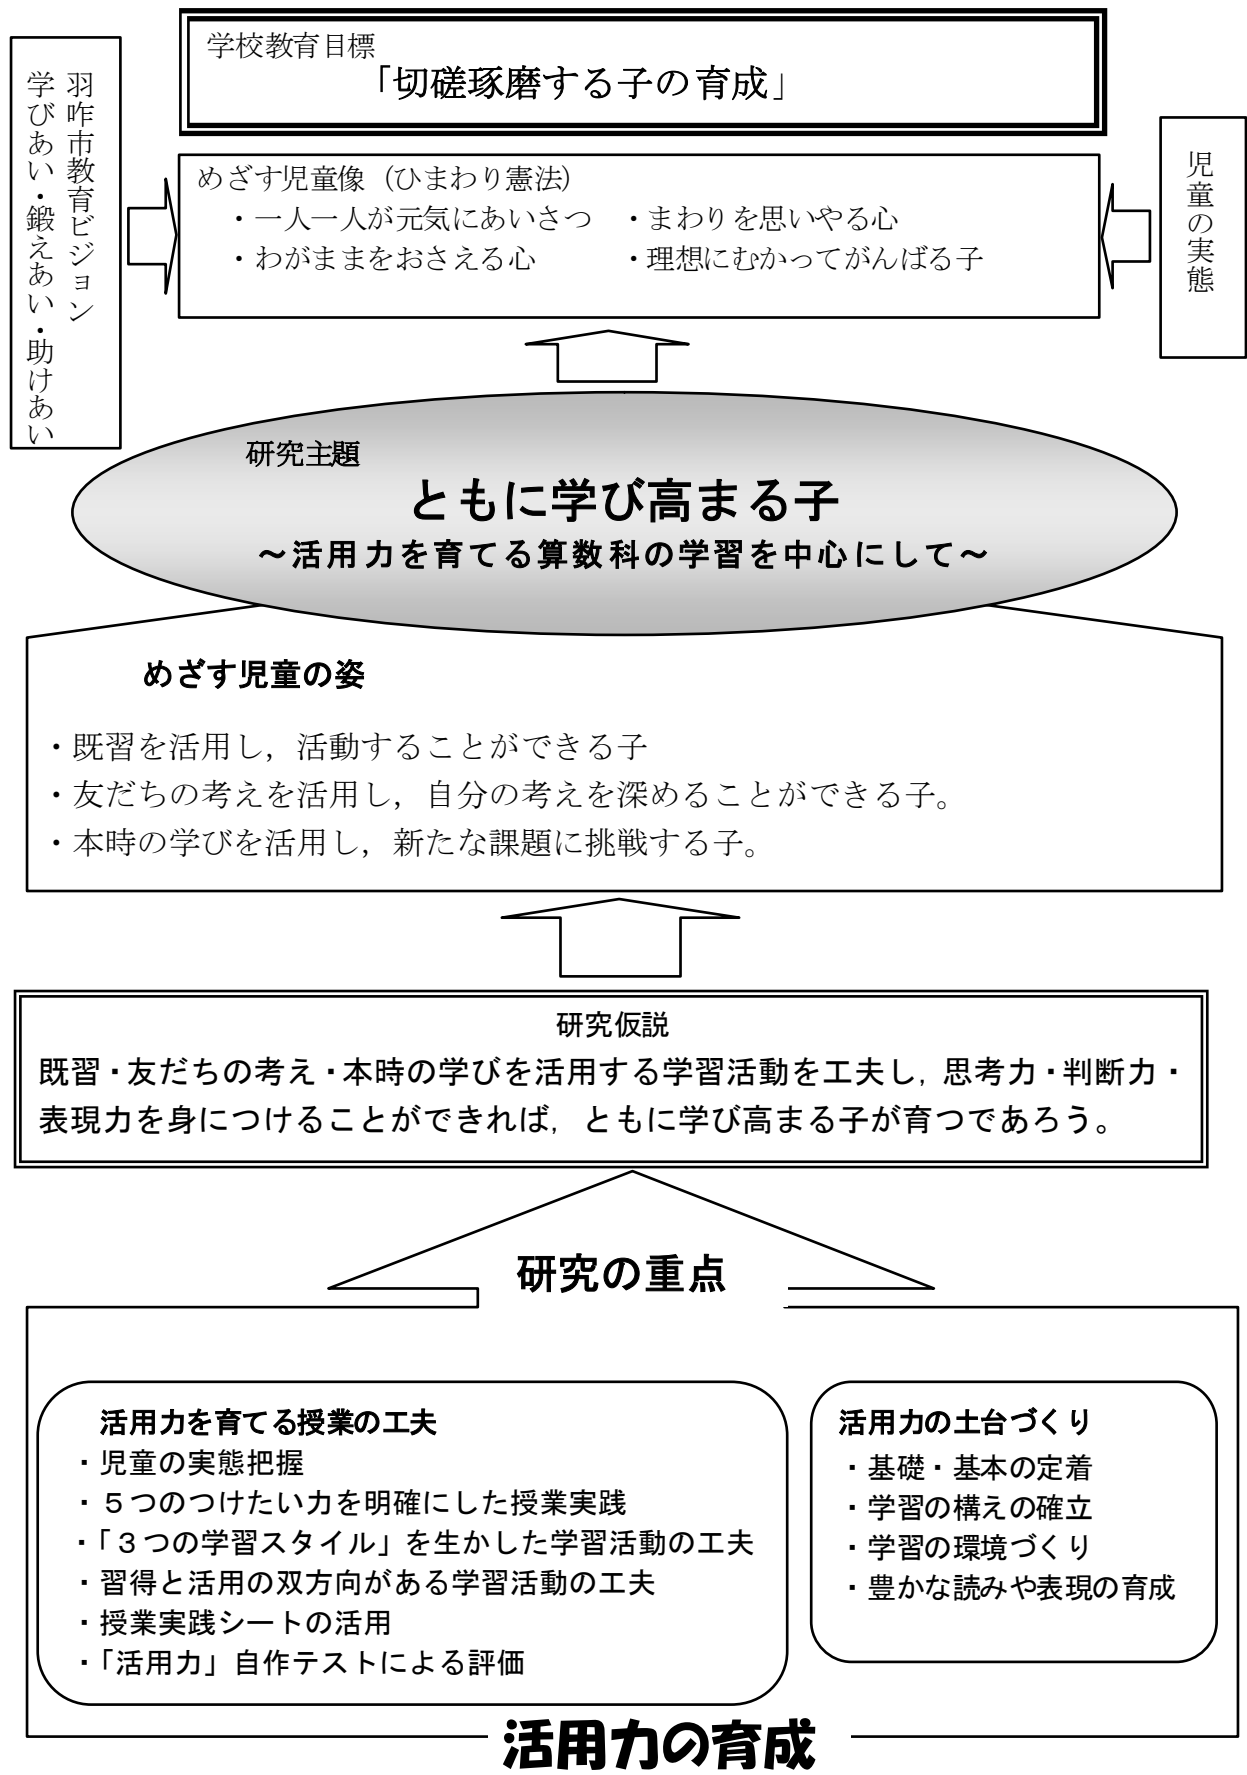 学校教育目標
「切磋琢磨する子の育成」
羽咋市教育ビジョン
学びあい・鍛えあい・助けあい
めざす児童像（ひまわり憲法）
・一人一人が元気にあいさつ　・まわりを思いやる心
・わがままをおさえる心　・理想にむかってがんばる子
児童の実態
研究主題
ともに学び高まる子
～活用力を育てる算数科の学習を中心にして～
めざす児童の姿
・既習を活用し，活動することができる子
・友だちの考えを活用し，自分の考えを深めることができる子。
・本時の学びを活用し，新たな課題に挑戦する子。
研究仮説
既習・友だちの考え・本時の学びを活用する学習活動を工夫し，思考力・判断力・
表現力を身につけることができれば，ともに学び高まる子が育つであろう。
研究の重点
活用力を育てる授業の工夫
・児童の実態把握
・５つのつけたい力を明確にした授業実践
・「３つの学習スタイル」を生かした学習活動の工夫
・習得と活用の双方向がある学習活動の工夫
・授業実践シートの活用
・「活用力」自作テストによる評価
活用力の土台づくり
・基礎・基本の定着
・学習の構えの確立
・学習の環境づくり
・豊かな読みや表現の育成
活用力の育成